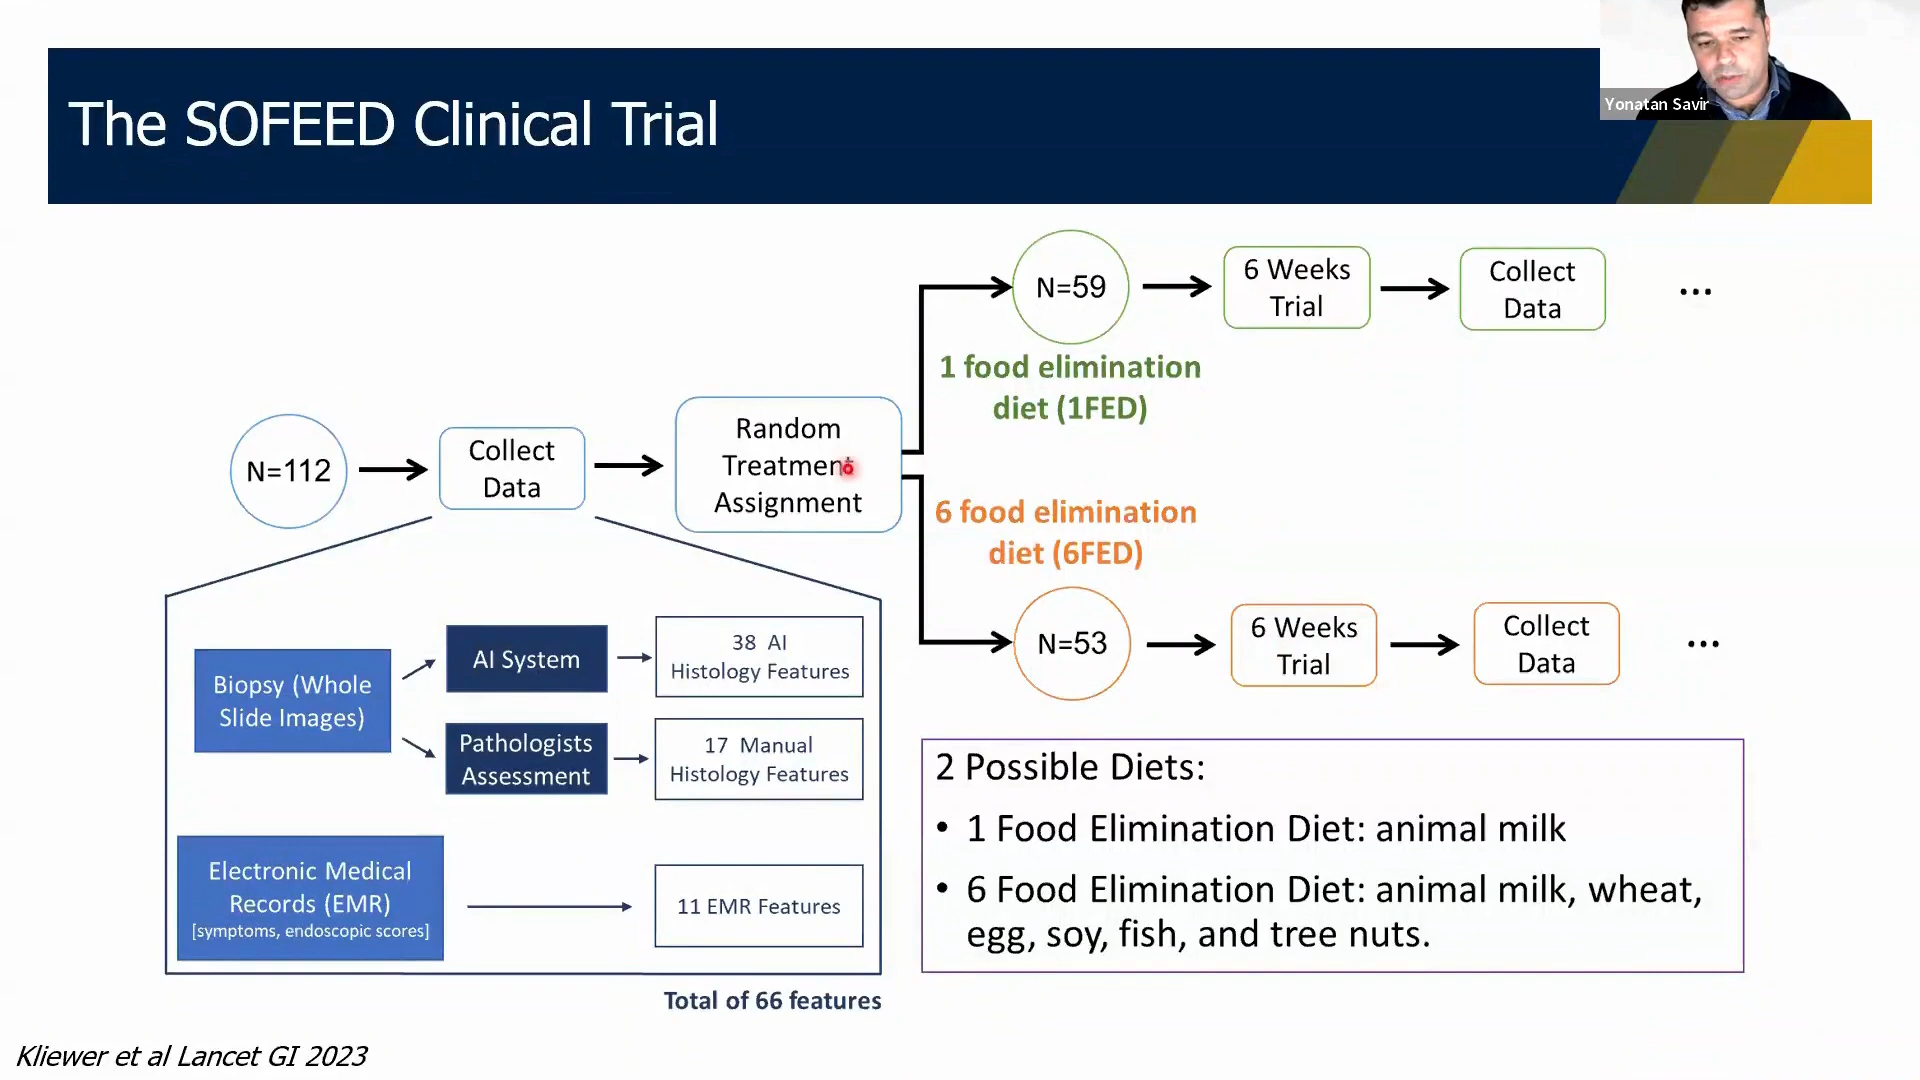 Yonatan Savir
The SOFEED Clinical Trial
N=112
Collect
Data
Random
Treatment
Assignment
N=59
6 Weeks
Trial
Collect
Data
...
1 food elimination
diet (1FED)
6 food elimination
diet (6FED)
N=53
6 Weeks
Trial
Collect
Data
...
Biopsy (Whole
Slide Images)
AI System
38 AI
Histology Features
Pathologists
Assessment
17 Manual
Histology Features
Electronic Medical
Records (EMR)
[symptoms, endoscopic scores]
11 EMR Features
Total of 66 features
2 Possible Diets:
• 1 Food Elimination Diet: animal milk
• 6 Food Elimination Diet: animal milk, wheat,
egg, soy, fish, and tree nuts.
Kliewer et al Lancet GI 2023